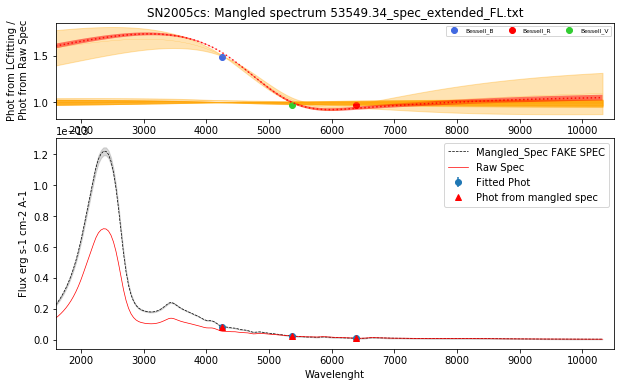 SN2005cs: Mangled spectrum 53549.34_spec_extended_FL.txt
Phot from LCfitting /
Phot from Raw Spec
1.5
1.0
Bessell_B
Bessell_R
Bessell_V
2000 3000 4000 5000 6000 7000 8000 9000 10000
Flux erg s-1 cm-2 A-1
1.2
1.0
0.8
0.6
0.4
0.2
0.0
Mangled_Spec FAKE SPEC
Raw Spec
Fitted Phot
Phot from mangled spec
2000 3000 4000 5000 6000 7000 8000 9000 10000
Wavelenght